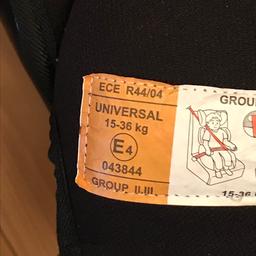 ECE R44/04
UNIVERSAL
15-36 kg
E4
043844
GROUP II.III
GROU
15-36